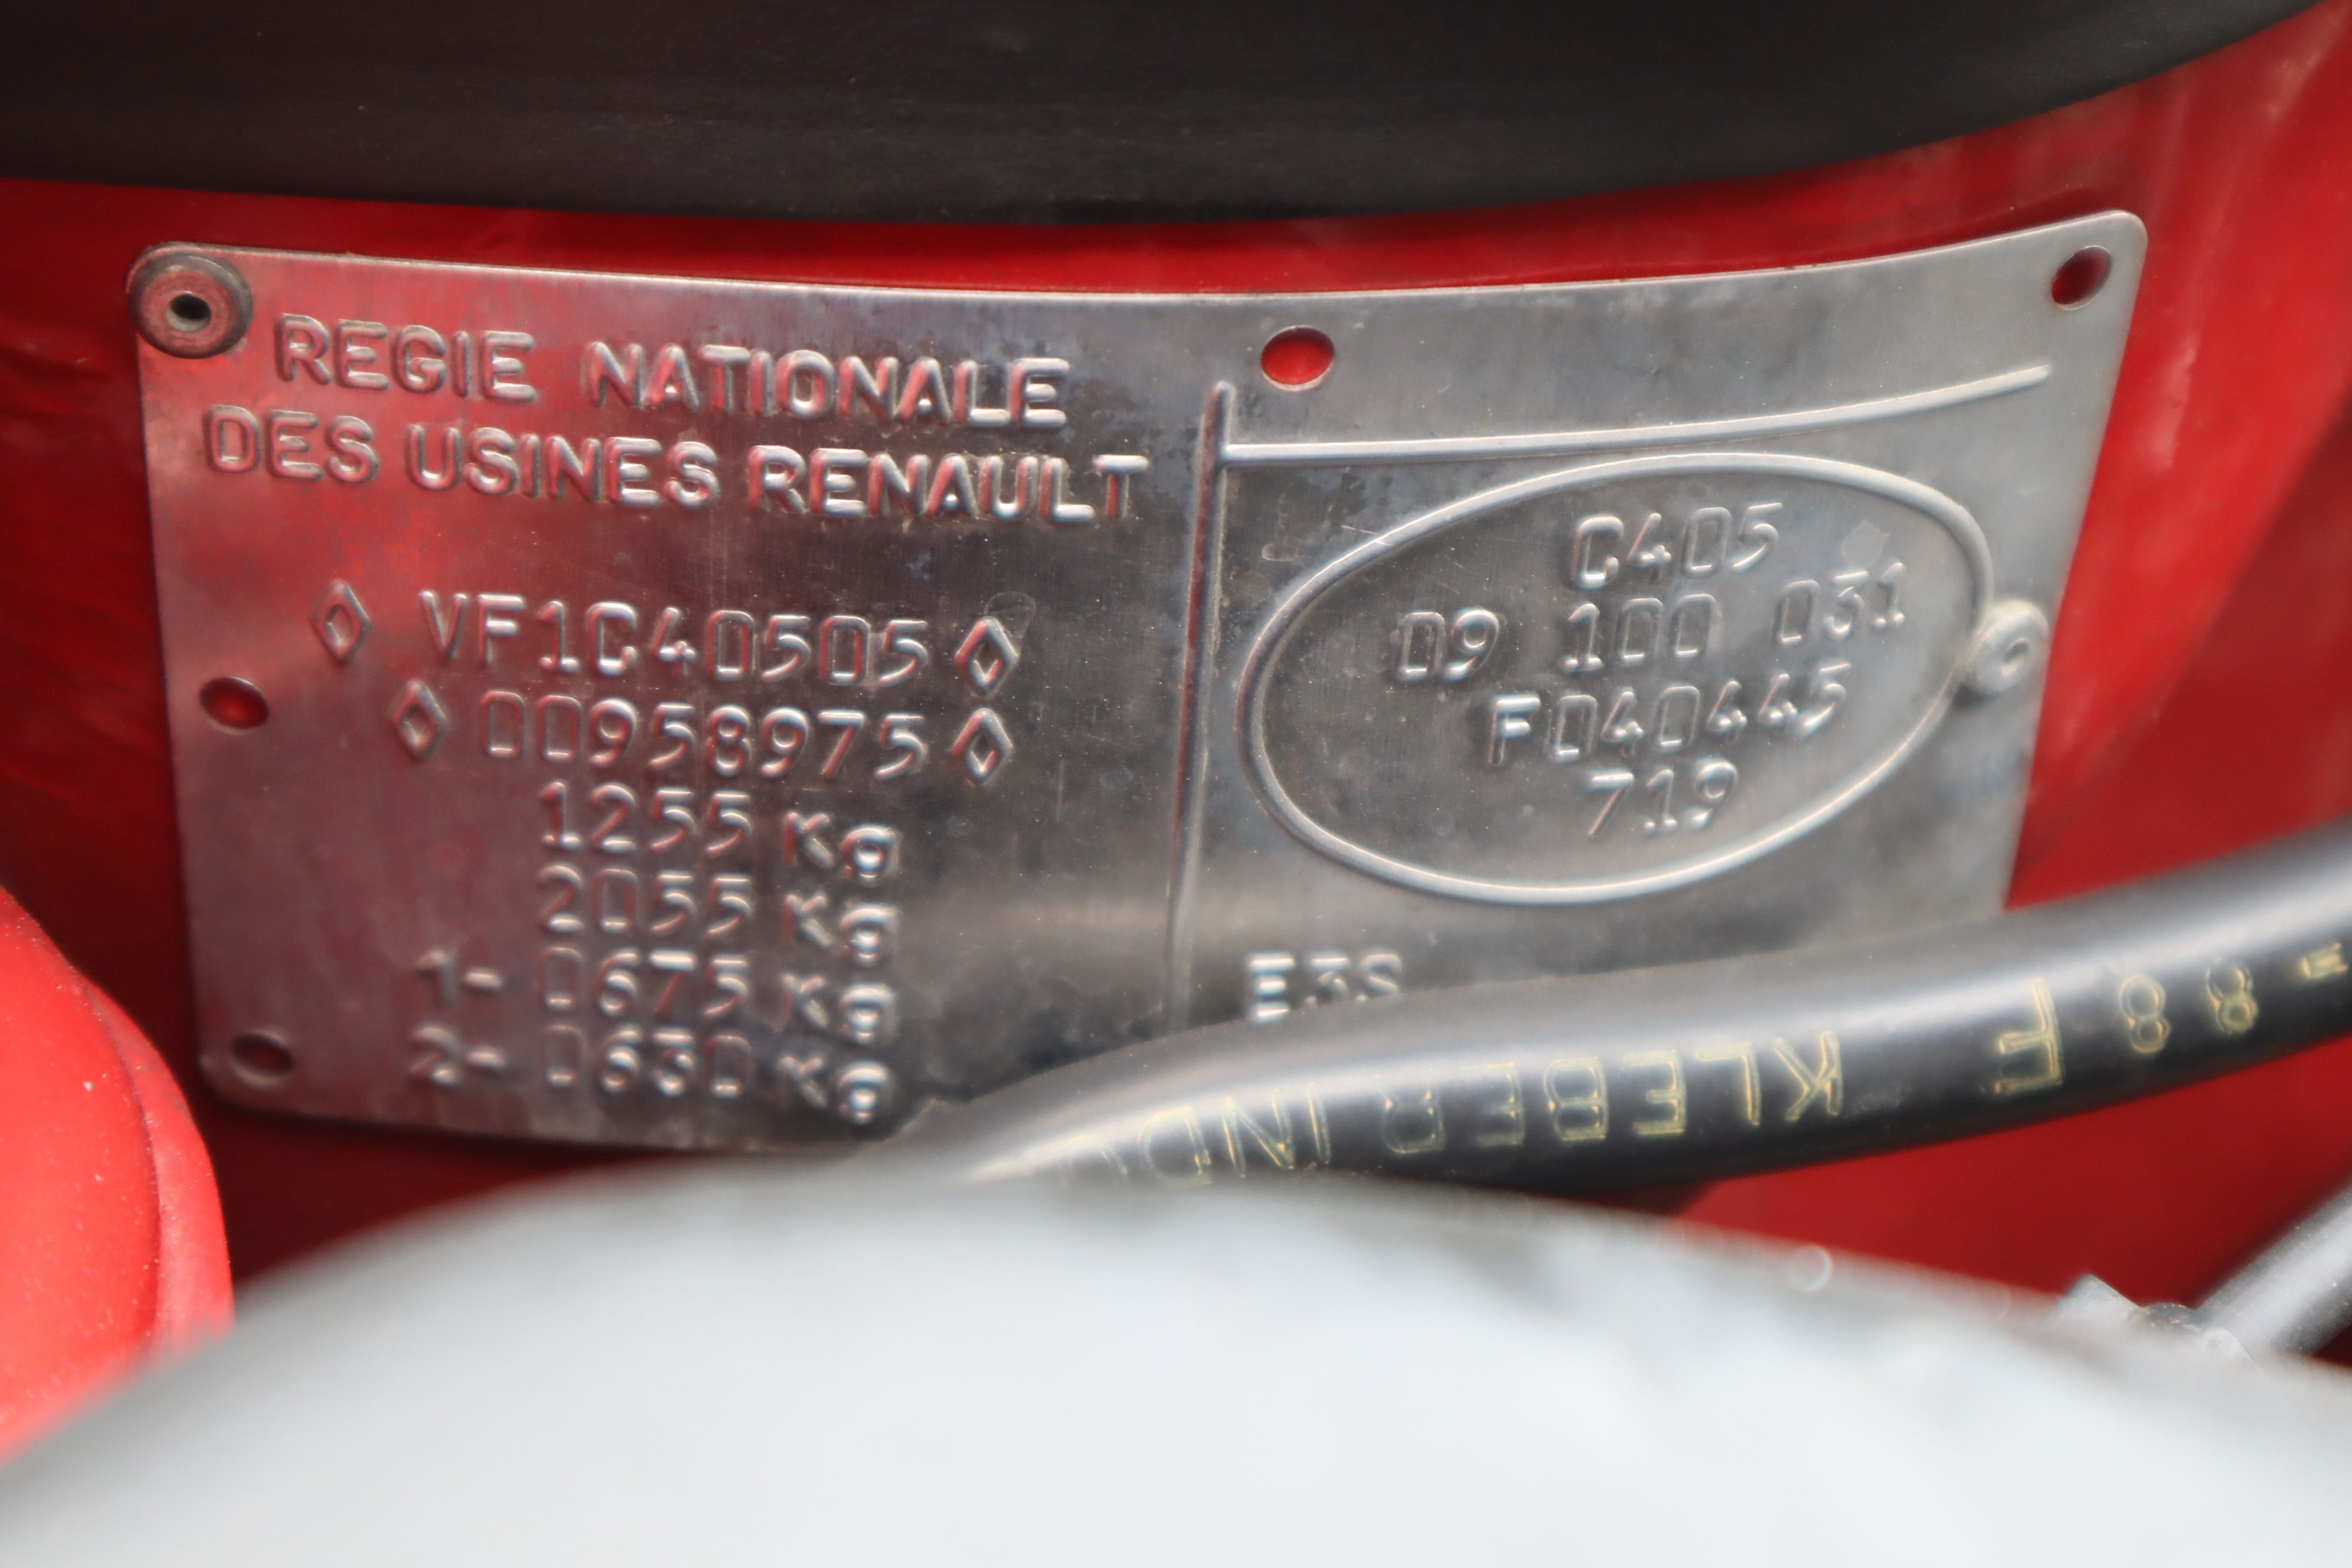 REGIE NATIONALE
DES USINES RENAULT
◊ VF1C40505 ◊
◊ 00958975 ◊
1255 Kg
2055 Kg
1- 0675 Kg
2- 0630 Kg
C405
09 100 031
F040445
719
E3S
KLEBER F 88